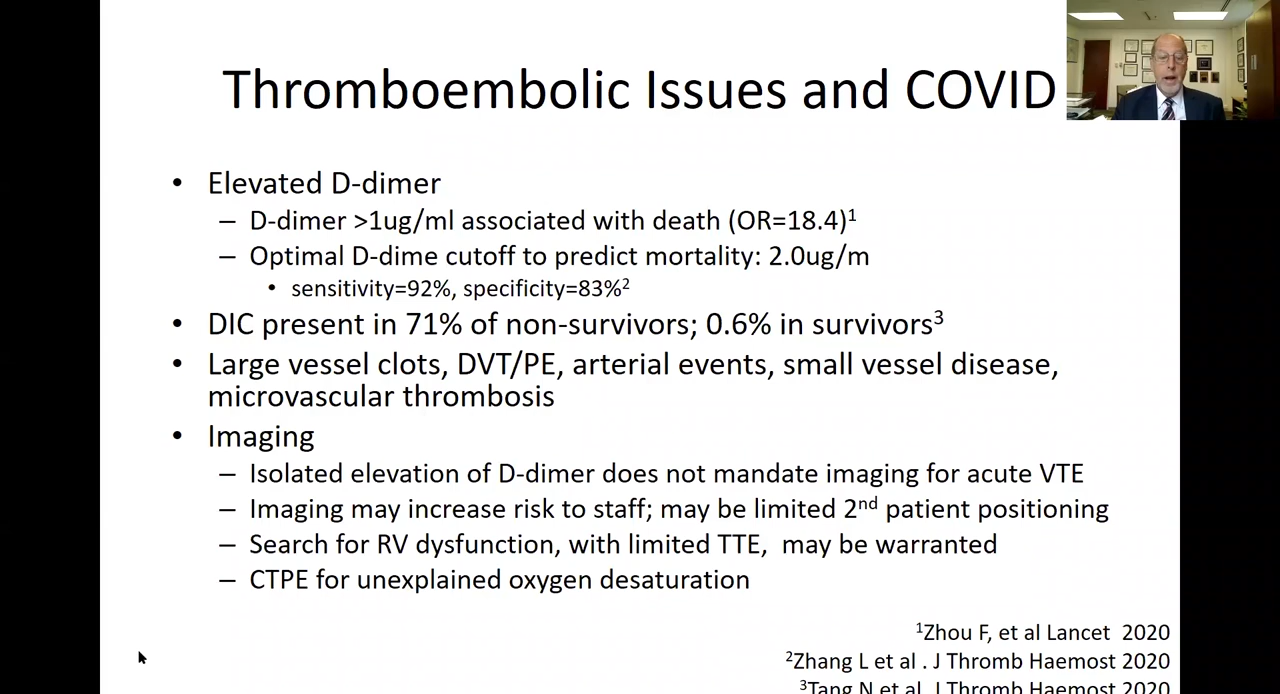 Thromboembolic Issues and COVID
• Elevated D-dimer
– D-dimer >1ug/ml associated with death (OR=18.4)¹
– Optimal D-dime cutoff to predict mortality: 2.0ug/m
• sensitivity=92%, specificity=83%²
• DIC present in 71% of non-survivors; 0.6% in survivors³
• Large vessel clots, DVT/PE, arterial events, small vessel disease,
microvascular thrombosis
• Imaging
– Isolated elevation of D-dimer does not mandate imaging for acute VTE
– Imaging may increase risk to staff; may be limited 2nd patient positioning
– Search for RV dysfunction, with limited TTE,  may be warranted
– CTPE for unexplained oxygen desaturation
¹Zhou F, et al Lancet  2020
²Zhang L et al . J Thromb Haemost 2020
³Tang N et al. J Thromb Haemost 2020